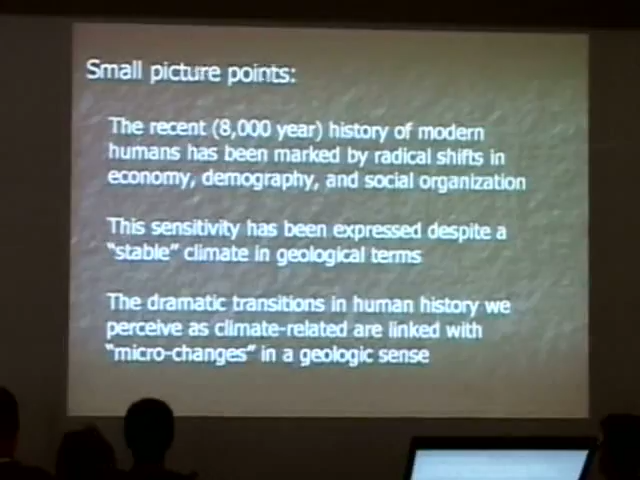 Small picture points:
The recent (8,000 year) history of modern
humans has been marked by radical shifts in
economy, demography, and social organization
This sensitivity has been expressed despite a
"stable" climate in geological terms
The dramatic transitions in human history we
perceive as climate-related are linked with
"micro-changes" in a geologic sense